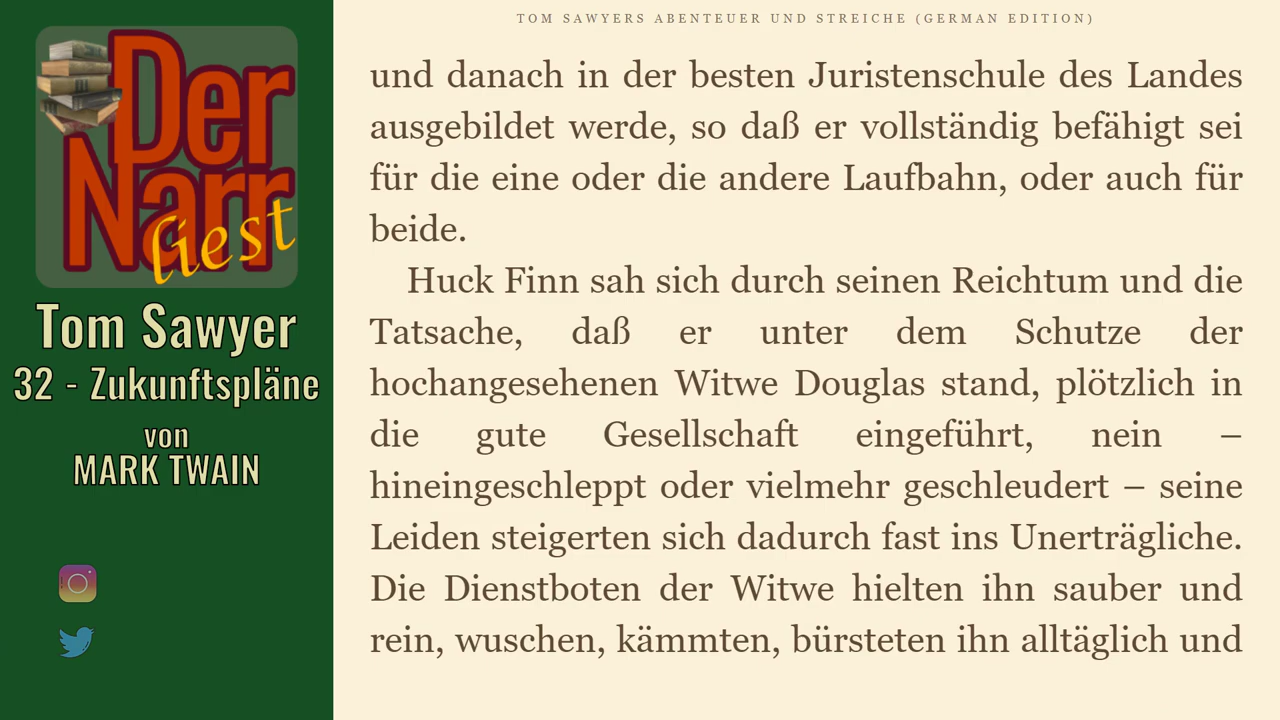 Der
Narr
liest
Tom Sawyer
32 - Zukunftspläne
von
MARK TWAIN
TOM SAWYERS ABENTEUER UND STREICHE (GERMAN EDITION)
und danach in der besten Juristenschule des Landes
ausgebildet werde, so daß er vollständig befähigt sei
für die eine oder die andere Laufbahn, oder auch für
beide.
Huck Finn sah sich durch seinen Reichtum und die
Tatsache, daß er unter dem Schutze der
hochangesehenen Witwe Douglas stand, plötzlich in
die gute Gesellschaft eingeführt, nein –
hineingeschleppt oder vielmehr geschleudert – seine
Leiden steigerten sich dadurch fast ins Unerträgliche.
Die Dienstboten der Witwe hielten ihn sauber und
rein, wuschen, kämmten, bürsteten ihn alltäglich und